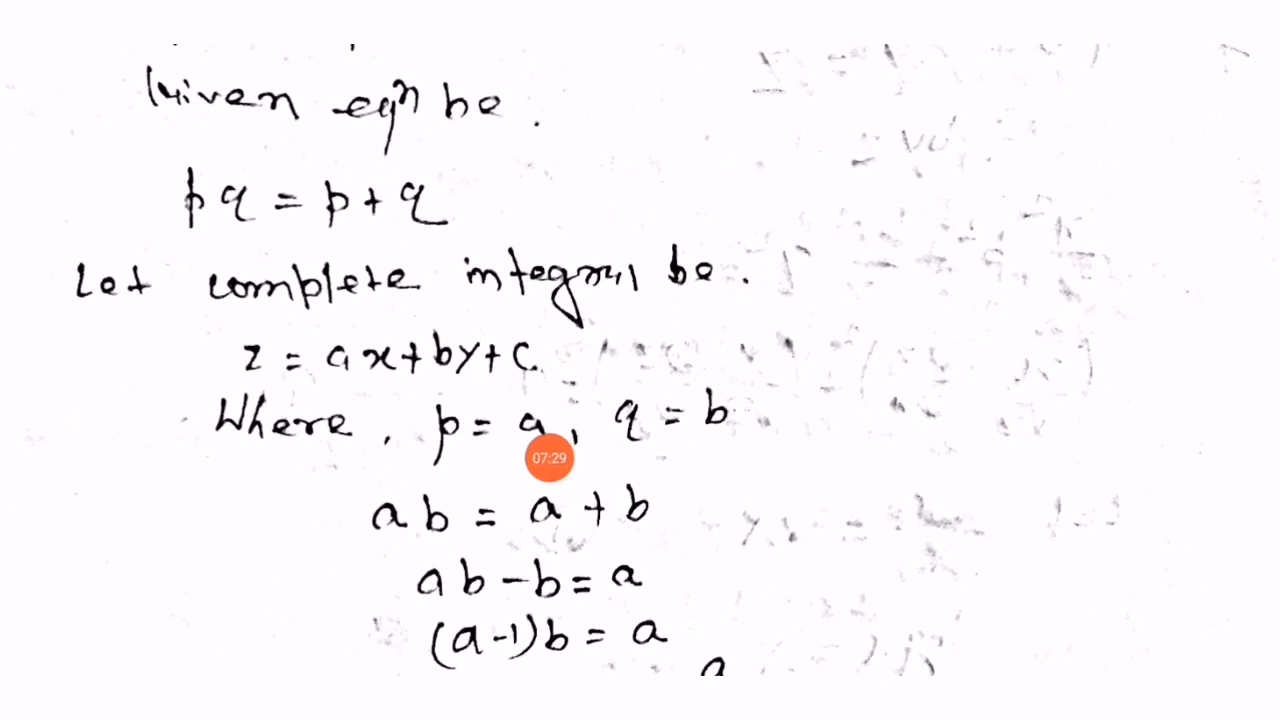 Given eqn be.
pq = p + q
Let complete integral be.
z = ax + by + c.
Where, p = a, q = b
07:29
ab = a + b
ab - b = a
(a-1)b = a
a